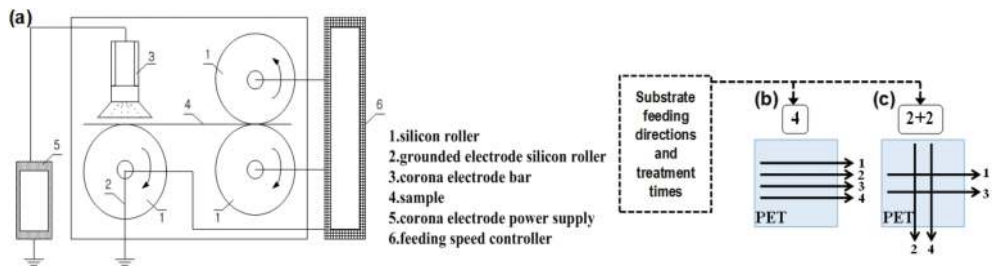 (a)
3
1
4
6
5
2
1
1
1.silicon roller
2.grounded electrode silicon roller
3.corona electrode bar
4.sample
5.corona electrode power supply
6.feeding speed controller
Substrate
feeding
directions
and
treatment
times
(b)
4
1
2
3
4
PET
(c)
2+2
1
3
PET
2
4